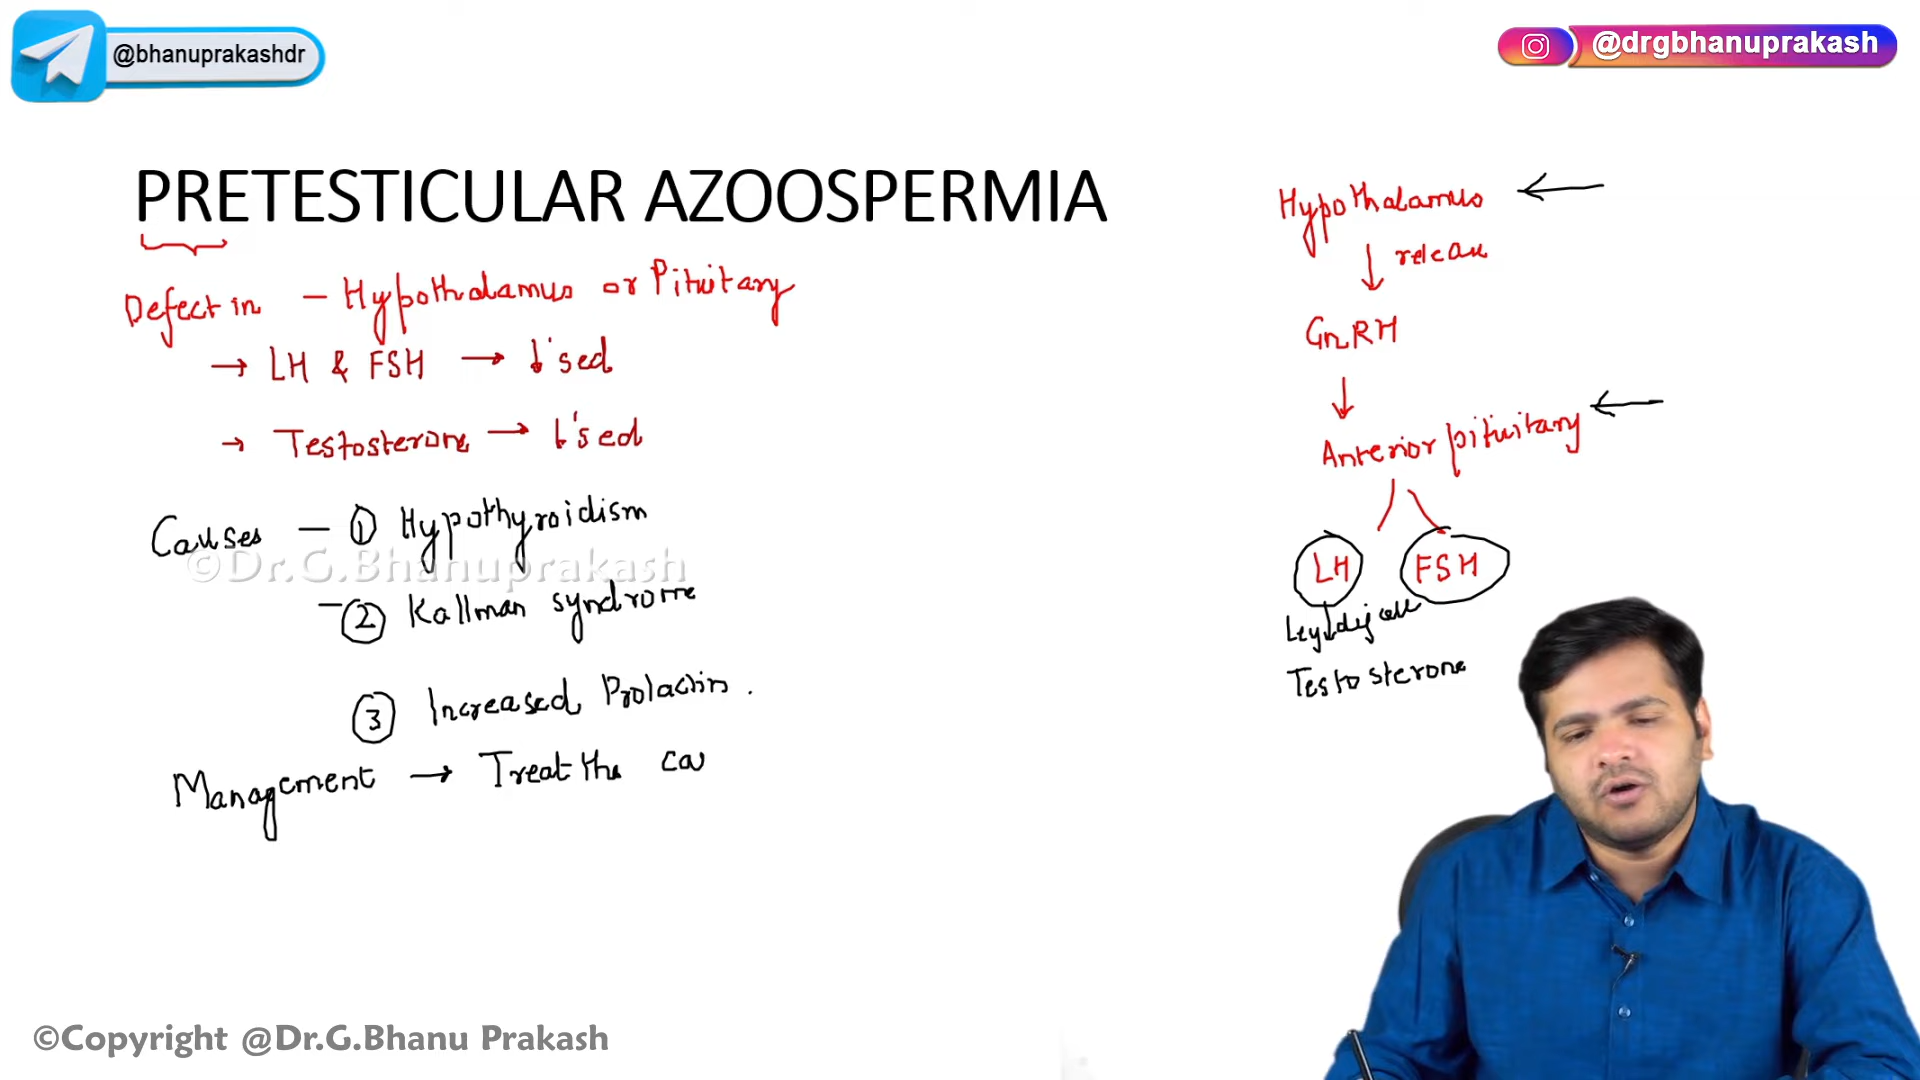 @bhanuprakashdr
@drgbhanuprakash
PRETESTICULAR AZOOSPERMIA
Defect in - Hypothalamus or Pituitary
→ LH & FSH → ↓'sed
→ Testosterone → ↓'sed
Causes - ① Hypothyroidism
©Dr.G.Bhanuprakash
- ② Kallman syndrome
③ Increased Prolactin.
Management → Treat the cau
Hypothalamus ←
↓ release
GnRH
↓
Anterior pituitary ←
LH FSH
Leydig cell
Testosterone
©Copyright @Dr.G.Bhanu Prakash